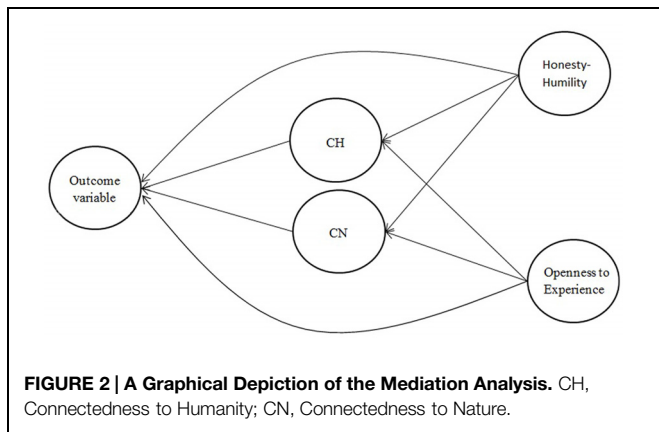 Honesty-
Humility
CH
Outcome
variable
CN
Openness to
Experience
FIGURE 2 | A Graphical Depiction of the Mediation Analysis. CH,
Connectedness to Humanity; CN, Connectedness to Nature.